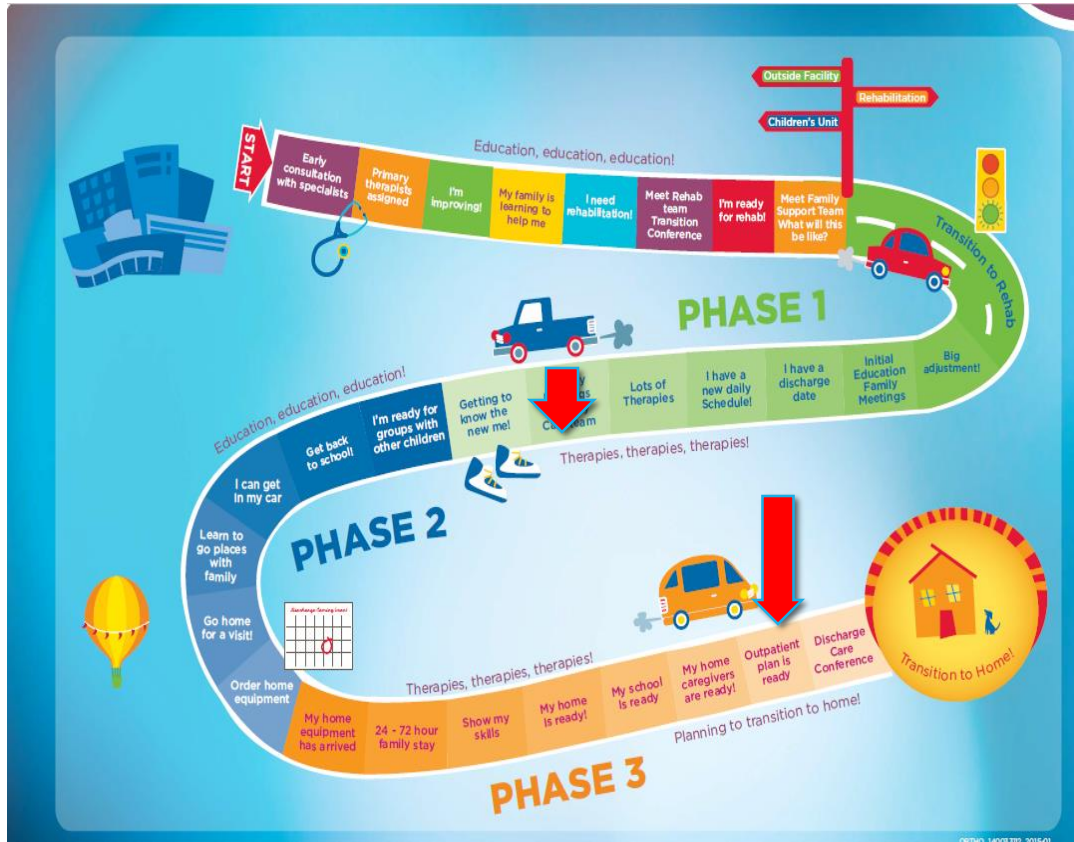 Outside Facility
Rehabilitation
Children's Unit
START
Education, education, education!
Early
consultation
with specialists
Primary
therapists
assigned
I'm
improving!
My family is
learning to
help me
I need
rehabilitation!
Meet Rehab
team
Transition
Conference
I'm ready
for rehab!
Meet Family
Support Team
What will this
be like?
Transition to Rehab
PHASE 1
Big
adjustment!
Initial
Education
Family
Meetings
I have a
discharge
date
I have a
new daily
Schedule!
Lots of
Therapies
Therapies, therapies, therapies!
Getting to
know the
new me!
Education, education, education!
I'm ready for
groups with
other children
Get back
to school!
I can get
in my car
PHASE 2
Learn to
go places
with
family
Go home
for a visit!
Order home
equipment
My home
equipment
has arrived
24 - 72 hour
family stay
Therapies, therapies, therapies!
Show my
skills
My home
is ready!
My school
is ready
My home
caregivers
are ready!
Outpatient
plan is
ready
Discharge
Care
Conference
Planning to transition to home!
Transition to Home!
PHASE 3